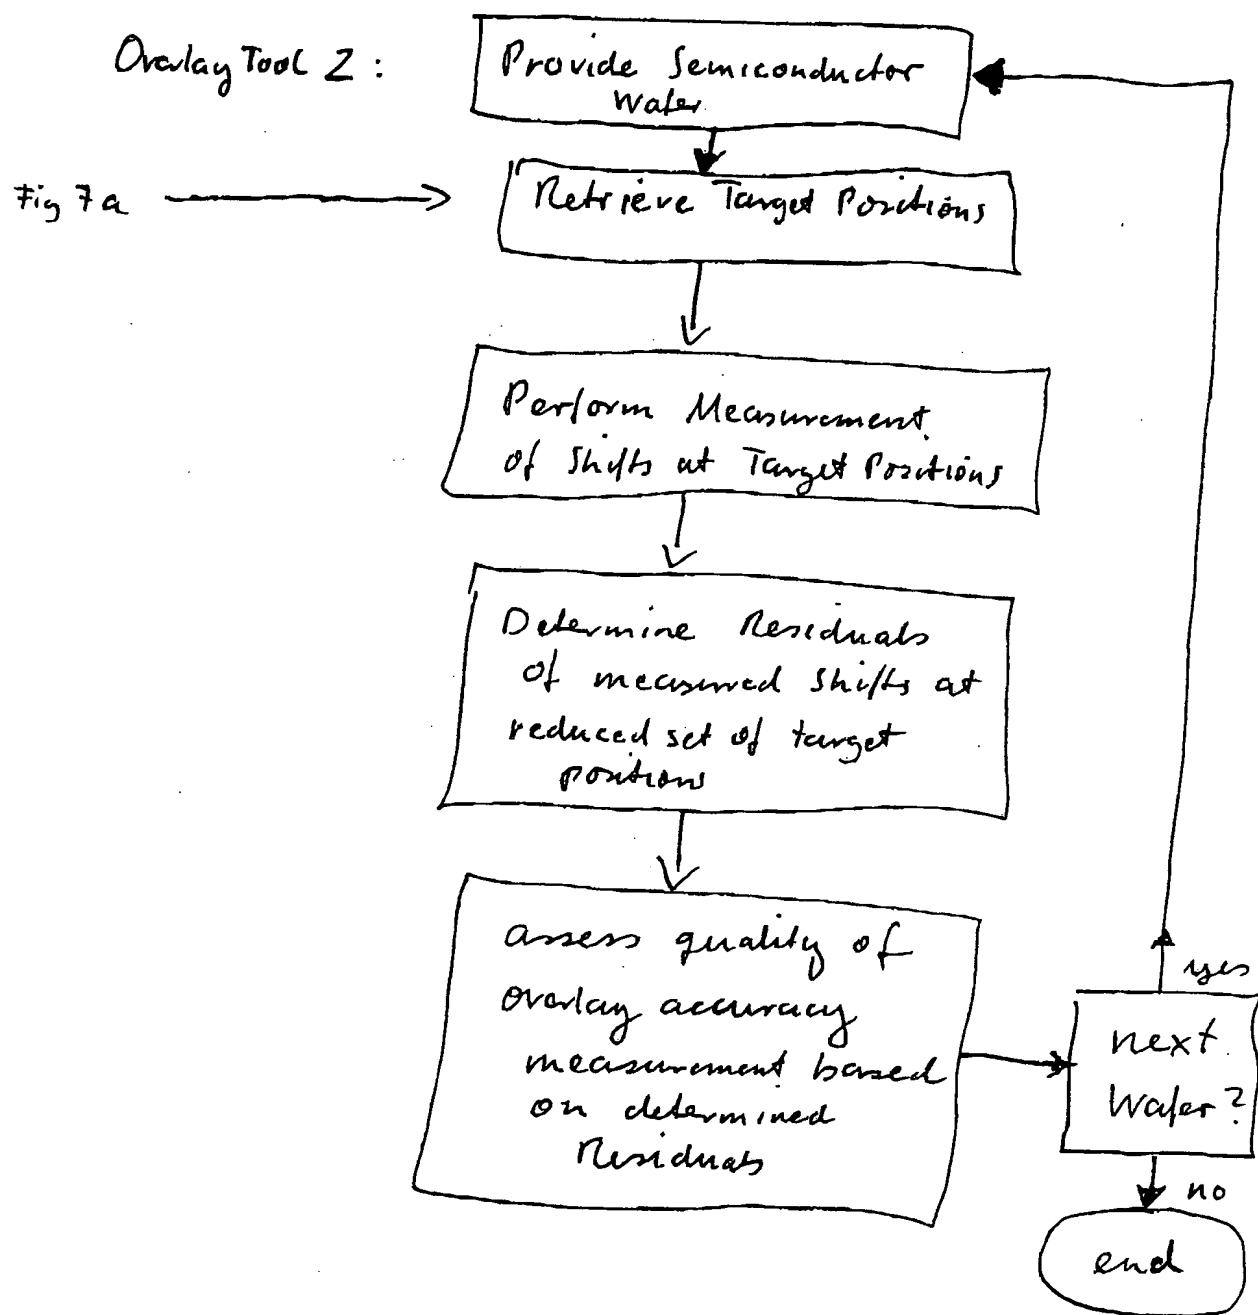 Overlay Tool 2 :
Provide Semiconductor
Wafer
Fig 7a
Retrieve Target Positions
Perform Measurement
of Shifts at Target Positions
Determine Residuals
of measured Shifts at
reduced set of target
positions
assess quality of
overlay accuracy
measurement based
on determined
Residuals
yes
next
Wafer?
no
end